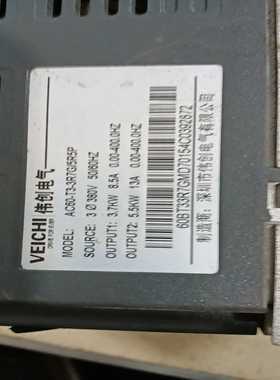 VEICHI 伟创电气
MODEL: AC60-T3-3R7G/5R5P
SOURCE: 3 Ø 380V 50/60HZ
OUTPUT1: 3.7KW 8.5A 0.00-400.0HZ
OUTPUT2: 5.5KW 13A 0.00-400.0HZ
60BT33R7GMD70154C0392672
制造商：深圳市伟创电气有限公司